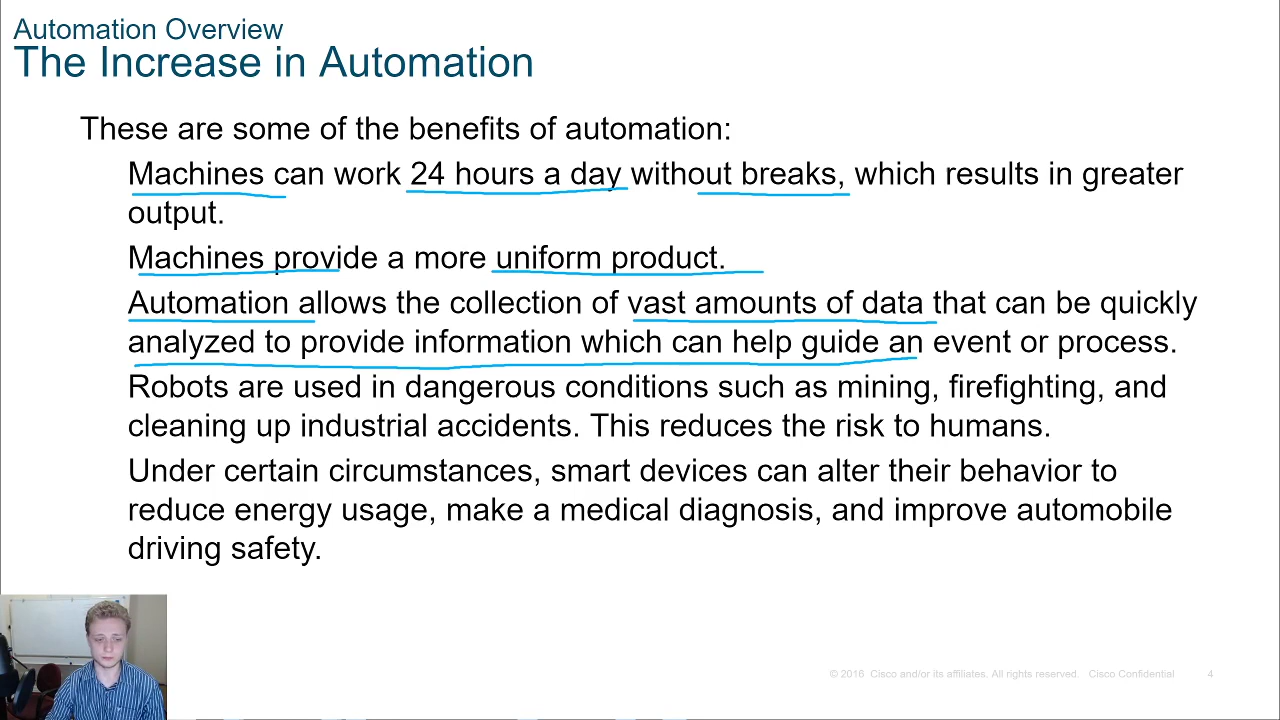 Automation Overview
The Increase in Automation
These are some of the benefits of automation:
Machines can work 24 hours a day without breaks, which results in greater
output.
Machines provide a more uniform product.
Automation allows the collection of vast amounts of data that can be quickly
analyzed to provide information which can help guide an event or process.
Robots are used in dangerous conditions such as mining, firefighting, and
cleaning up industrial accidents. This reduces the risk to humans.
Under certain circumstances, smart devices can alter their behavior to
reduce energy usage, make a medical diagnosis, and improve automobile
driving safety.
© 2016 Cisco and/or its affiliates. All rights reserved. Cisco Confidential 4